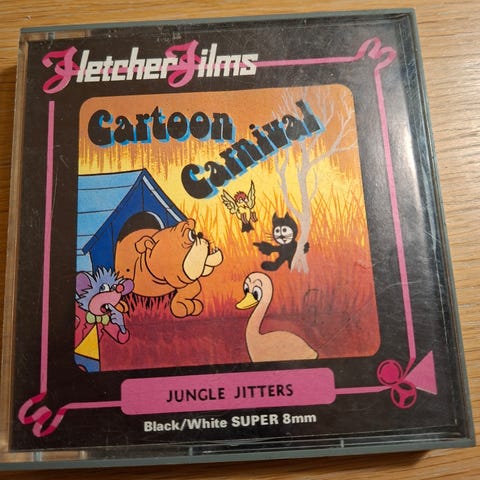 Fletcher Films
Cartoon
Carnival
JUNGLE JITTERS
Black/White SUPER 8mm